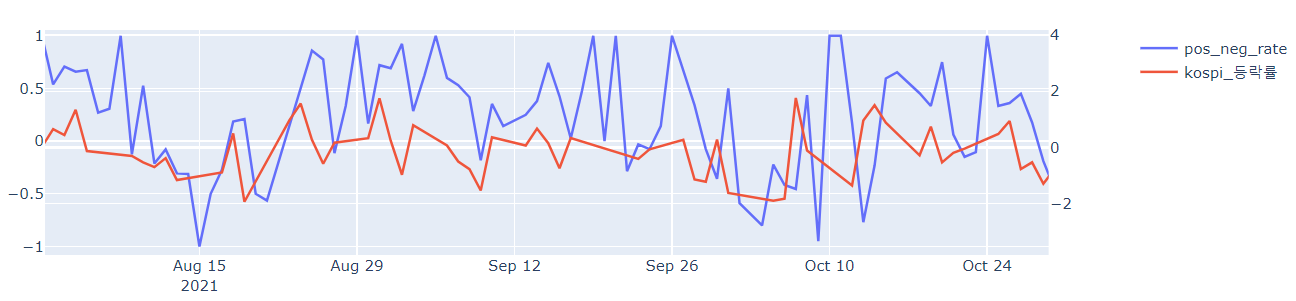 1
0.5
0
−0.5
−1
4
2
0
−2
Aug 15
2021
Aug 29
Sep 12
Sep 26
Oct 10
Oct 24
pos_neg_rate
kospi_등락률